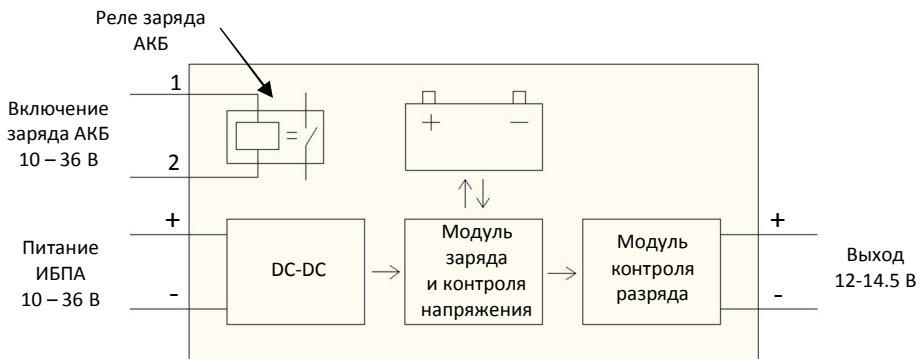 Реле заряда
АКБ
1
Включение
заряда АКБ
10 – 36 В
2
=
+ –
+
Питание
ИБПА
10 – 36 В
-
DC-DC
Модуль
заряда
и контроля
напряжения
Модуль
контроля
разряда
+
Выход
12-14.5 В
-